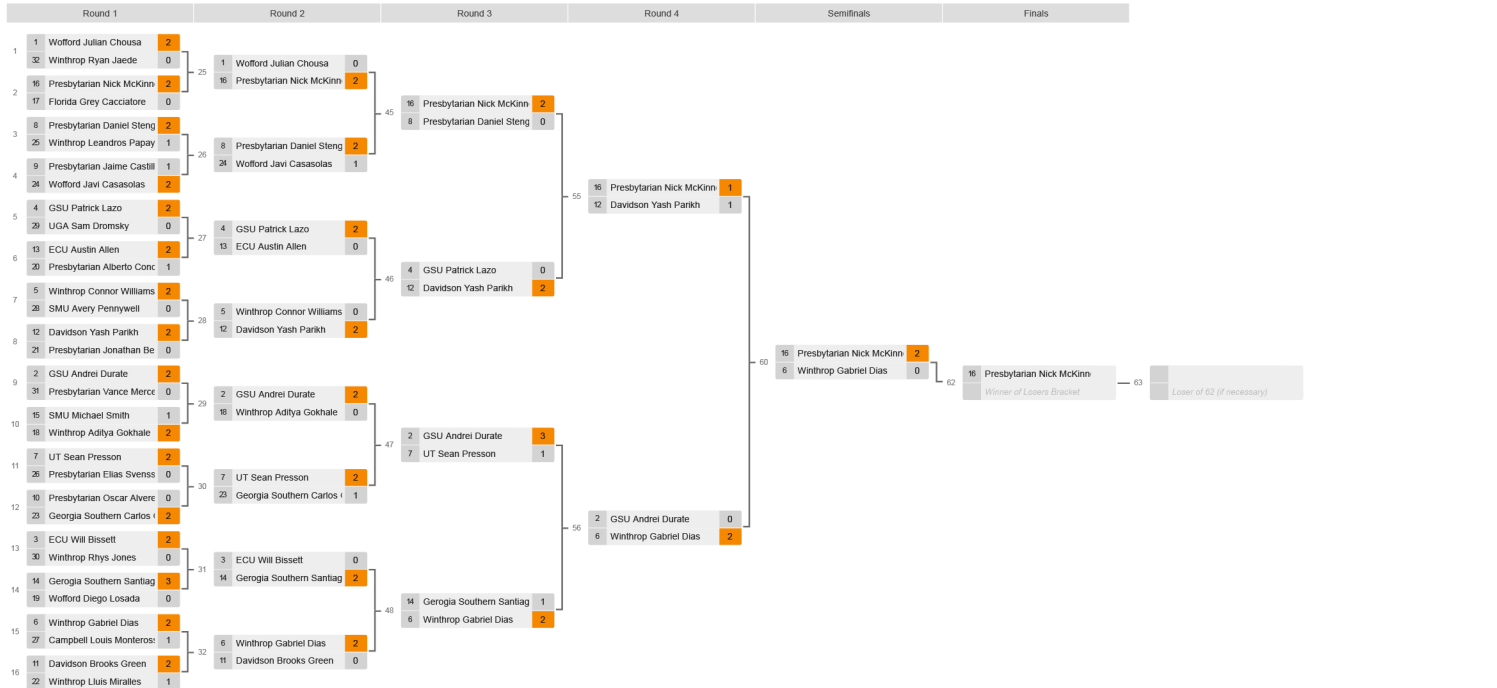 Round 1 Round 2 Round 3 Round 4 Semifinals Finals
1
1 Wofford Julian Chousa 2
32 Winthrop Ryan Jaede 0
2
16 Presbytarian Nick McKinn 2
17 Florida Grey Cacciatore 0
3
8 Presbytarian Daniel Steng 2
25 Winthrop Leandros Papay 1
4
9 Presbytarian Jaime Castill 1
24 Wofford Javi Casasolas 2
5
4 GSU Patrick Lazo 2
29 UGA Sam Dromsky 0
6
13 ECU Austin Allen 2
20 Presbytarian Alberto Conc 1
7
5 Winthrop Connor Williams 2
28 SMU Avery Pennywell 0
8
12 Davidson Yash Parikh 2
21 Presbytarian Jonathan Be 0
9
2 GSU Andrei Durate 2
31 Presbytarian Vance Merce 0
10
15 SMU Michael Smith 1
18 Winthrop Aditya Gokhale 2
11
7 UT Sean Presson 2
26 Presbytarian Elias Svenss 0
12
10 Presbytarian Oscar Alvere 0
23 Georgia Southern Carlos 2
13
3 ECU Will Bissett 2
30 Winthrop Rhys Jones 0
14
14 Gerogia Southern Santiag 3
19 Wofford Diego Losada 0
15
6 Winthrop Gabriel Dias 2
27 Campbell Louis Monteros 1
16
11 Davidson Brooks Green 2
22 Winthrop Lluis Miralles 1
25
1 Wofford Julian Chousa 0
16 Presbytarian Nick McKinn 2
26
8 Presbytarian Daniel Steng 2
24 Wofford Javi Casasolas 1
27
4 GSU Patrick Lazo 2
13 ECU Austin Allen 0
28
5 Winthrop Connor Williams 0
12 Davidson Yash Parikh 2
29
2 GSU Andrei Durate 2
18 Winthrop Aditya Gokhale 0
30
7 UT Sean Presson 2
23 Georgia Southern Carlos 1
31
3 ECU Will Bissett 0
14 Gerogia Southern Santiag 2
32
6 Winthrop Gabriel Dias 2
11 Davidson Brooks Green 0
45
16 Presbytarian Nick McKinn 2
8 Presbytarian Daniel Steng 0
46
4 GSU Patrick Lazo 0
12 Davidson Yash Parikh 2
47
2 GSU Andrei Durate 3
7 UT Sean Presson 1
48
14 Gerogia Southern Santiag 1
6 Winthrop Gabriel Dias 2
55
16 Presbytarian Nick McKinn 1
12 Davidson Yash Parikh 1
56
2 GSU Andrei Durate 0
6 Winthrop Gabriel Dias 2
60
16 Presbytarian Nick McKinn 2
6 Winthrop Gabriel Dias 0
62
16 Presbytarian Nick McKinn
Winner of Losers Bracket
63
Loser of 62 (if necessary)